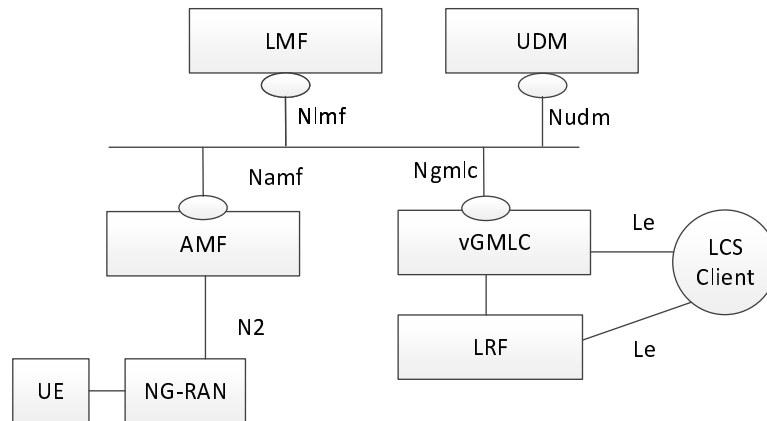 LMF
UDM
Nlmf
Nudm
Namf
Ngmlc
AMF
vGMLC
Le
LCS
Client
N2
LRF
Le
UE
NG-RAN